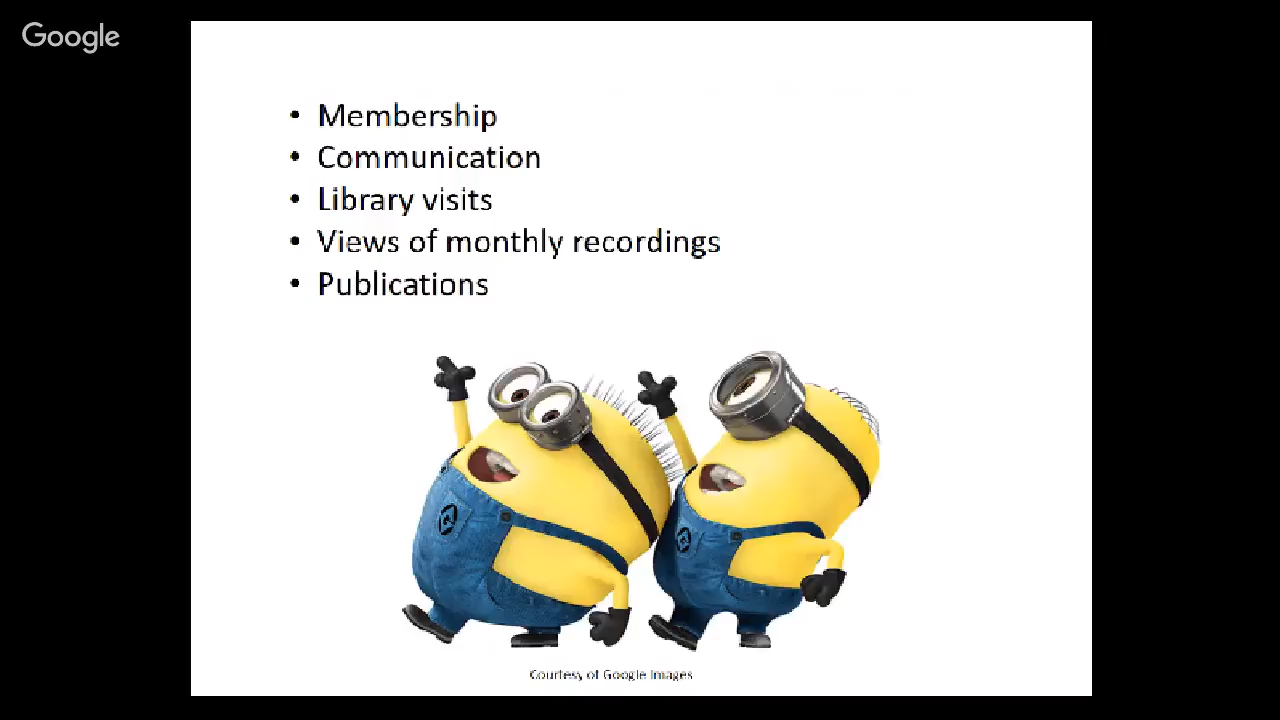 Google
• Membership
• Communication
• Library visits
• Views of monthly recordings
• Publications
Courtesy of Google Images